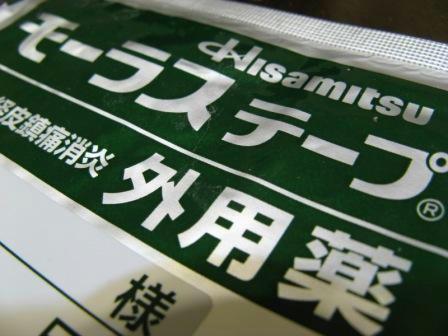 Hisamitsu
モーラステープ®
経皮鎮痛消炎
外用薬
様